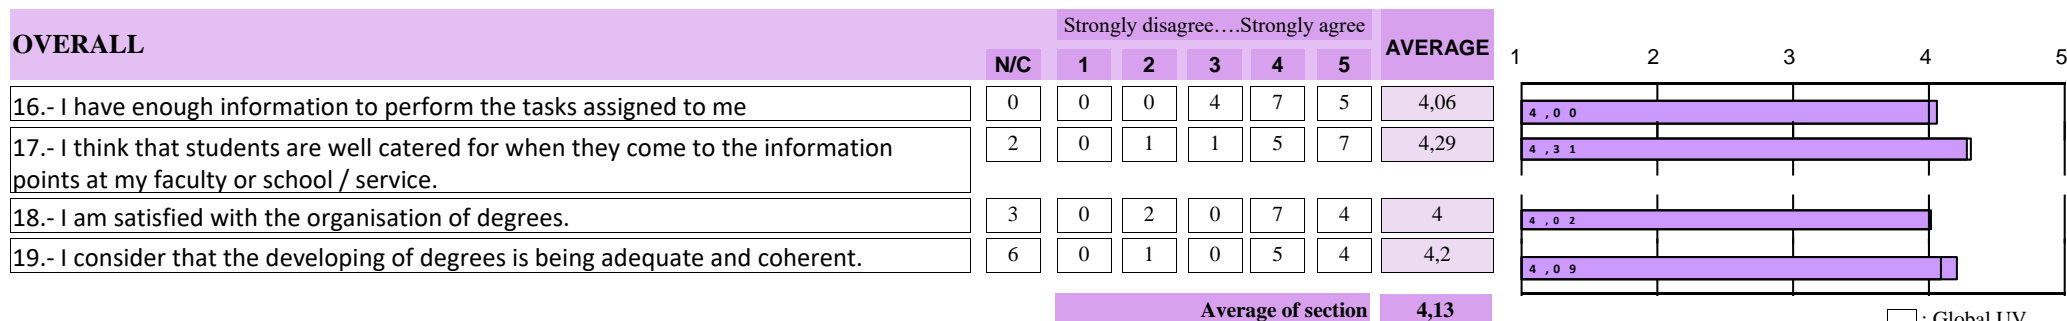 OVERALL
Strongly disagree….Strongly agree
N/C 1 2 3 4 5 AVERAGE
1 2 3 4 5
16.- I have enough information to perform the tasks assigned to me 0 0 0 4 7 5 4,06
4,00
17.- I think that students are well catered for when they come to the information 2 0 1 1 5 7 4,29
points at my faculty or school / service.
4,31
18.- I am satisfied with the organisation of degrees. 3 0 2 0 7 4 4
4,02
19.- I consider that the developing of degrees is being adequate and coherent. 6 0 1 0 5 4 4,2
4,09
Average of section 4,13
: Global UV